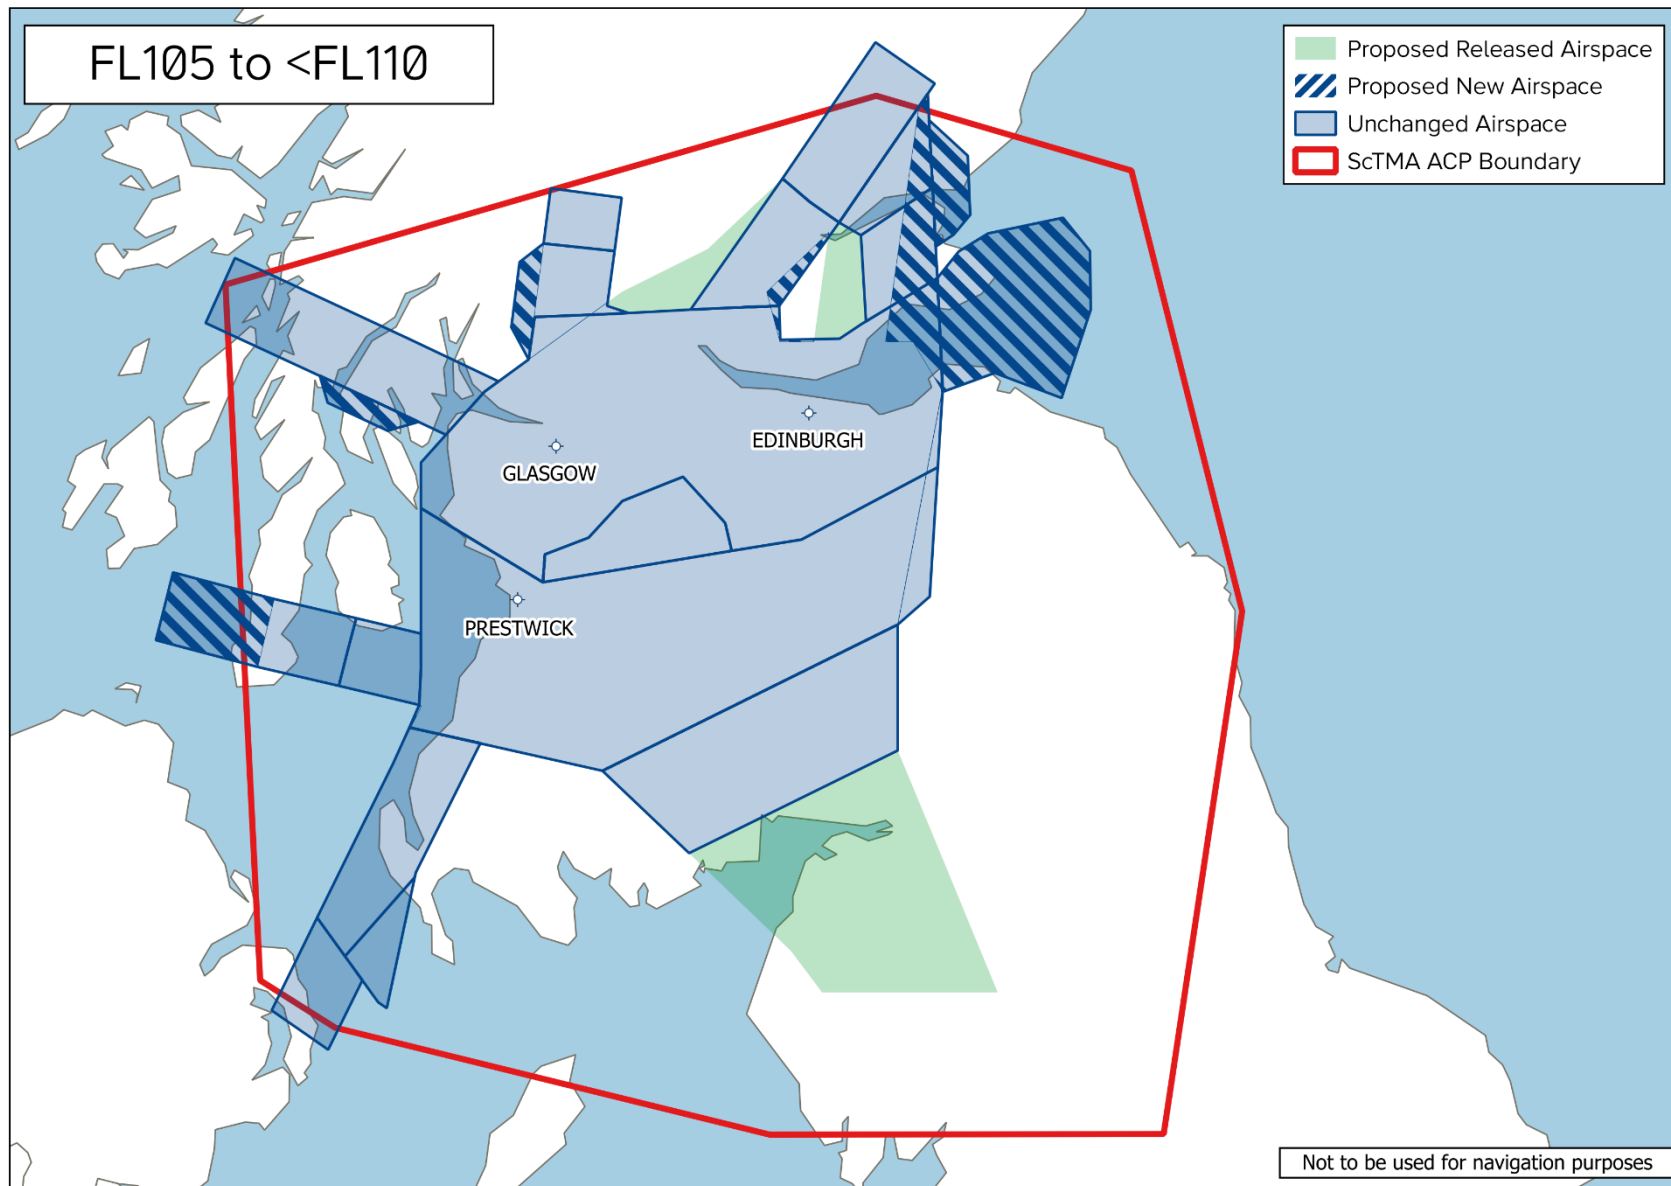 FL105 to <FL110
Proposed Released Airspace
Proposed New Airspace
Unchanged Airspace
ScTMA ACP Boundary
EDINBURGH
GLASGOW
PRESTWICK
Not to be used for navigation purposes